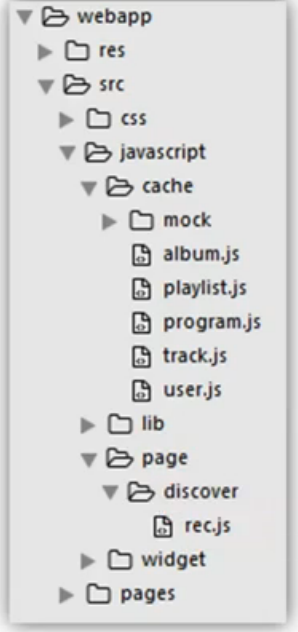 webapp
res
src
css
javascript
cache
mock
album.js
playlist.js
program.js
track.js
user.js
lib
page
discover
rec.js
widget
pages